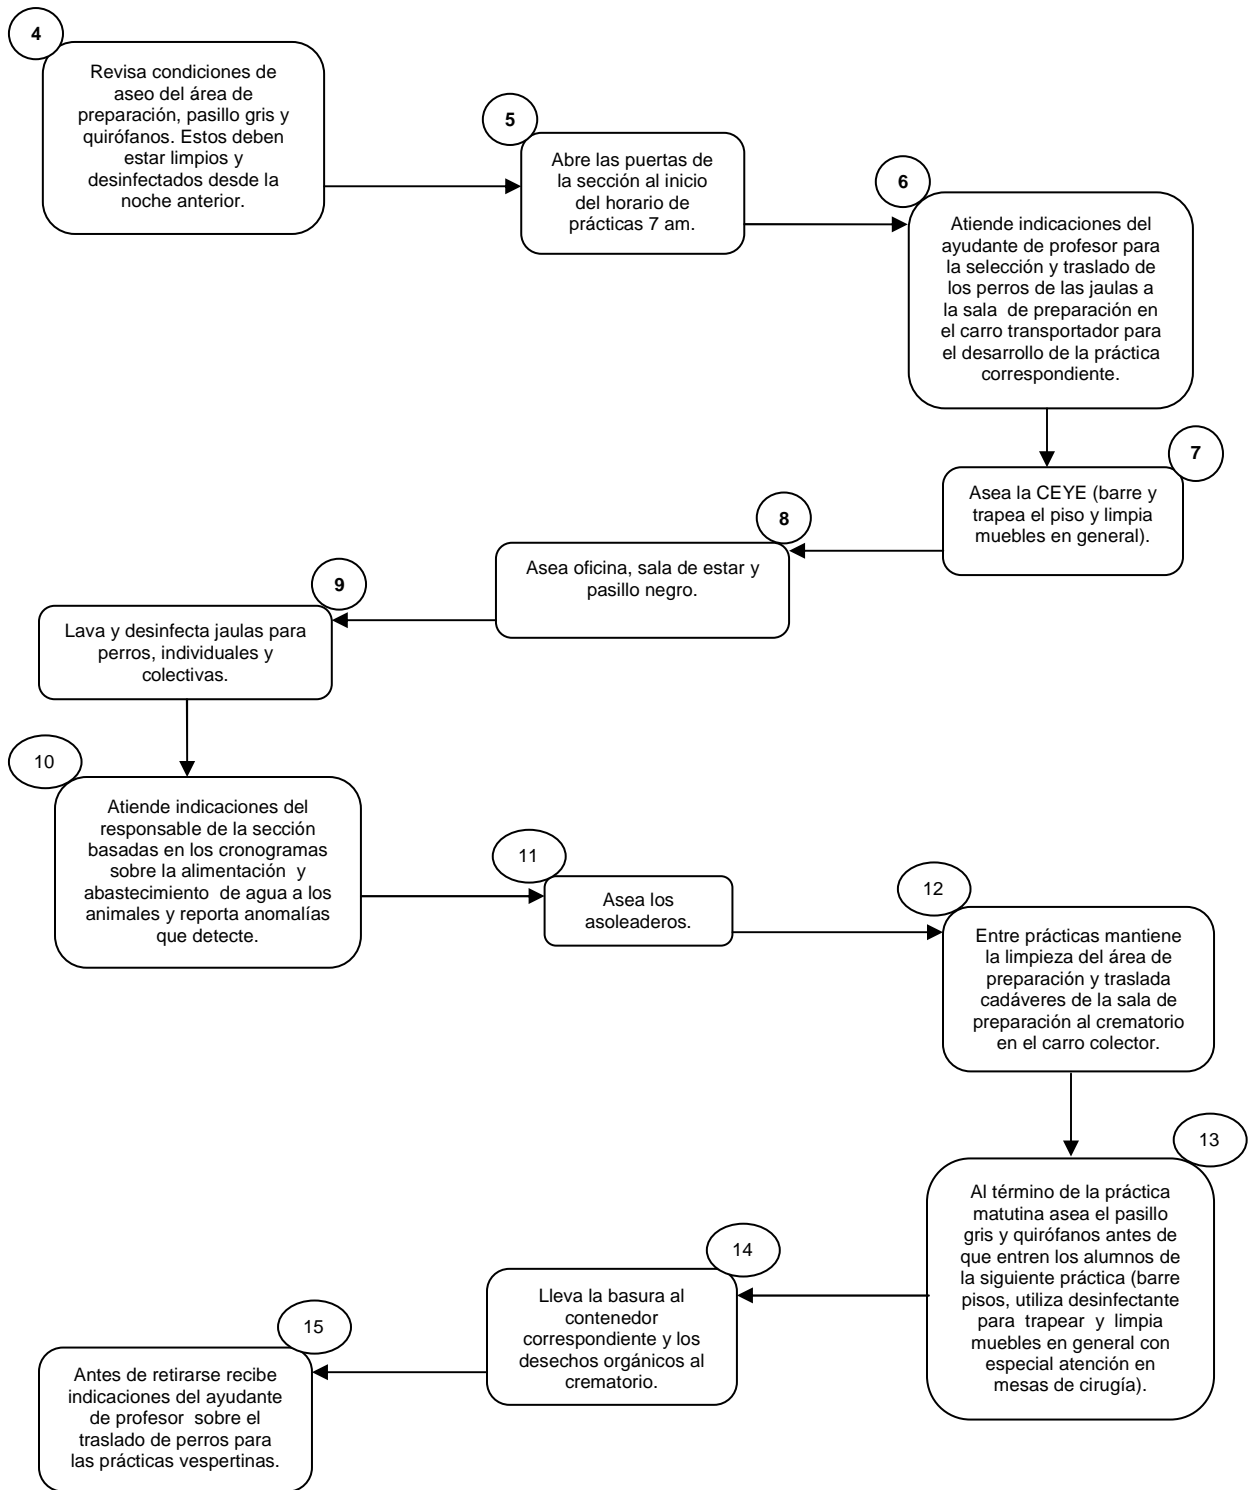 4
Revisa condiciones de
aseo del área de
preparación, pasillo gris y
quirófanos. Estos deben
estar limpios y
desinfectados desde la
noche anterior.
5
Abre las puertas de
la sección al inicio
del horario de
prácticas 7 am.
6
Atiende indicaciones del
ayudante de profesor para
la selección y traslado de
los perros de las jaulas a
la sala de preparación en
el carro transportador para
el desarrollo de la práctica
correspondiente.
7
Asea la CEYE (barre y
trapea el piso y limpia
muebles en general).
8
Asea oficina, sala de estar y
pasillo negro.
9
Lava y desinfecta jaulas para
perros, individuales y
colectivas.
10
Atiende indicaciones del
responsable de la sección
basadas en los cronogramas
sobre la alimentación y
abastecimiento de agua a los
animales y reporta anomalías
que detecte.
11
Asea los
asoleaderos.
12
Entre prácticas mantiene
la limpieza del área de
preparación y traslada
cadáveres de la sala de
preparación al crematorio
en el carro colector.
13
Al término de la práctica
matutina asea el pasillo
gris y quirófanos antes de
que entren los alumnos de
la siguiente práctica (barre
pisos, utiliza desinfectante
para trapear y limpia
muebles en general con
especial atención en
mesas de cirugía).
14
Lleva la basura al
contenedor
correspondiente y los
desechos orgánicos al
crematorio.
15
Antes de retirarse recibe
indicaciones del ayudante
de profesor sobre el
traslado de perros para
las prácticas vespertinas.